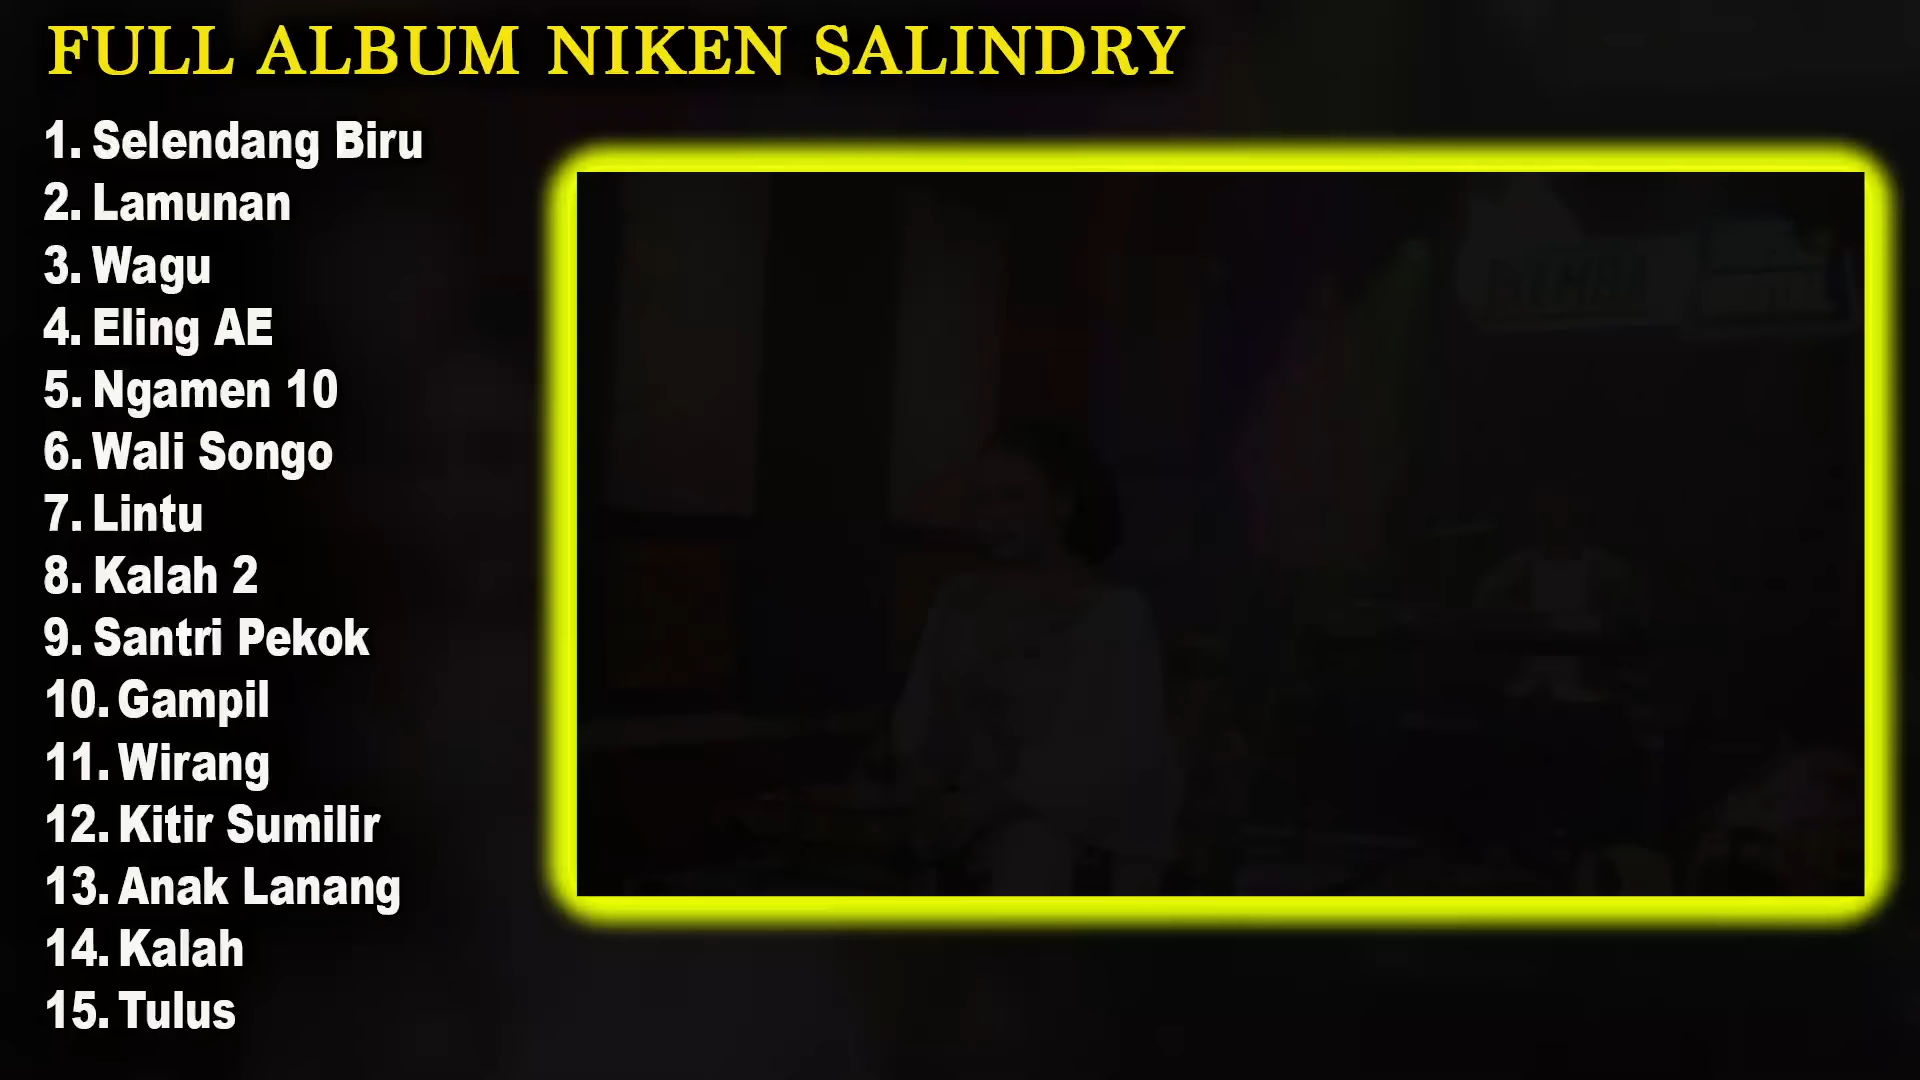 FULL ALBUM NIKEN SALINDRY
1. Selendang Biru
2. Lamunan
3. Wagu
4. Eling AE
5. Ngamen 10
6. Wali Songo
7. Lintu
8. Kalah 2
9. Santri Pekok
10. Gampil
11. Wirang
12. Kitir Sumilir
13. Anak Lanang
14. Kalah
15. Tulus